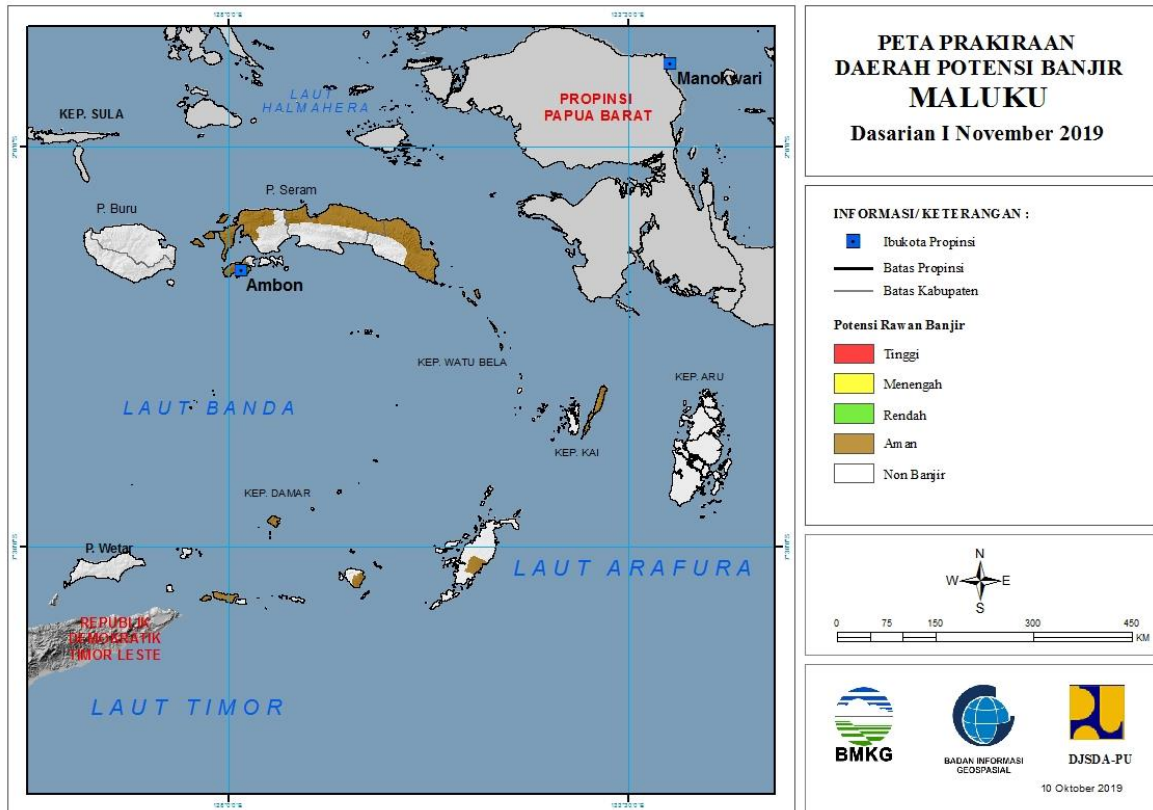 PETA PRAKIRAAN
DAERAH POTENSI BANJIR
MALUKU
Dasarian I November 2019
INFORMASI/KETERANGAN :
Ibukota Propinsi
Batas Propinsi
Batas Kabupaten
Potensi Rawan Banjir
Tinggi
Menengah
Rendah
Aman
Non Banjir
N
W E
S
0 75 150 300 450
KM
BMKG
BADAN INFORMASI
GEOSPASIAL
DJSDA-PU
10 Oktober 2019
Manokwari
LAUT
HALMAHERA
PROPINSI
PAPUA BARAT
KEP. SULA
P. Seram
P. Buru
Ambon
KEP. WATU BELA
KEP. ARU
LAUT BANDA
KEP. KAI
KEP. DAMAR
P. Wetar
LAUT ARAFURA
REPUBLIK
DEMOKRATIK
TIMOR LESTE
LAUT TIMOR